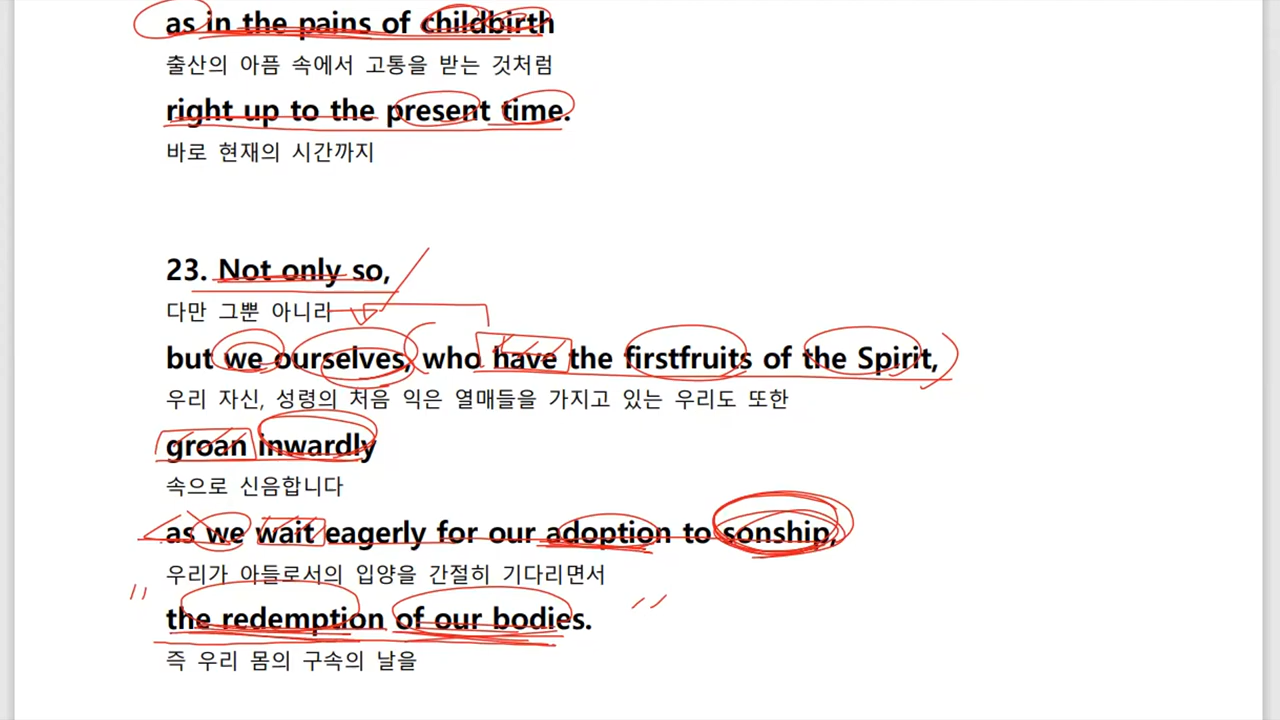 as in the pains of childbirth
출산의 아픔 속에서 고통을 받는 것처럼
right up to the present time.
바로 현재의 시간까지
23. Not only so,
다만 그뿐 아니라
but we ourselves, who have the firstfruits of the Spirit,
우리 자신, 성령의 처음 익은 열매들을 가지고 있는 우리도 또한
groan inwardly
속으로 신음합니다
as we wait eagerly for our adoption to sonship,
우리가 아들로서의 입양을 간절히 기다리면서
the redemption of our bodies.
즉 우리 몸의 구속의 날을